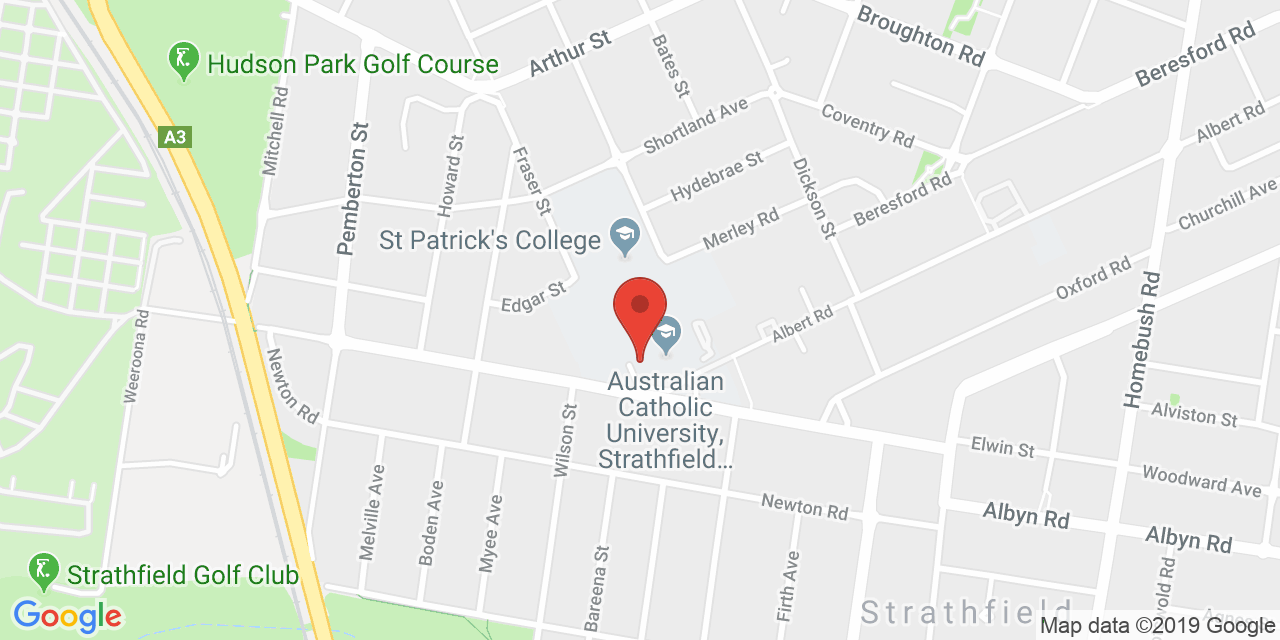 Broughton Rd
Beresford Rd
Arthur St
Bates St
Hudson Park Golf Course
Mitchell Rd
A3
Pemberton St
Howard St
Fraser St
Shortland Ave
Coventry Rd
Albert Rd
Hydebrae St
Dickson St
Beresford Rd
Churchill Ave
Merley Rd
St Patrick's College
Oxford Rd
Edgar St
Homebush Rd
Albert Rd
Weeroona Rd
Newton Rd
Australian
Catholic
University,
Strathfield...
Wilson St
Alviston St
Elwin St
Woodward Ave
Melville Ave
Boden Ave
Myee Ave
Newton Rd
Albyn Rd
Albyn Rd
Bareena St
Firth Ave
Strathfield Golf Club
Strathfield
Google
Map data ©2019 Google